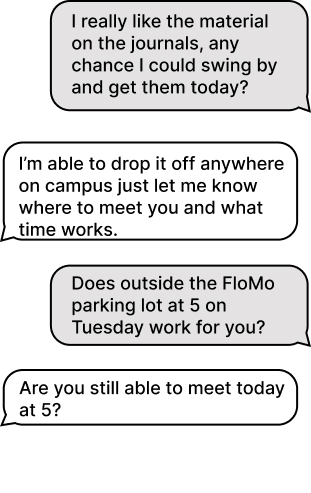 I really like the material
on the journals, any
chance I could swing by
and get them today?
I’m able to drop it off anywhere
on campus just let me know
where to meet you and what
time works.
Does outside the FloMo
parking lot at 5 on
Tuesday work for you?
Are you still able to meet today
at 5?